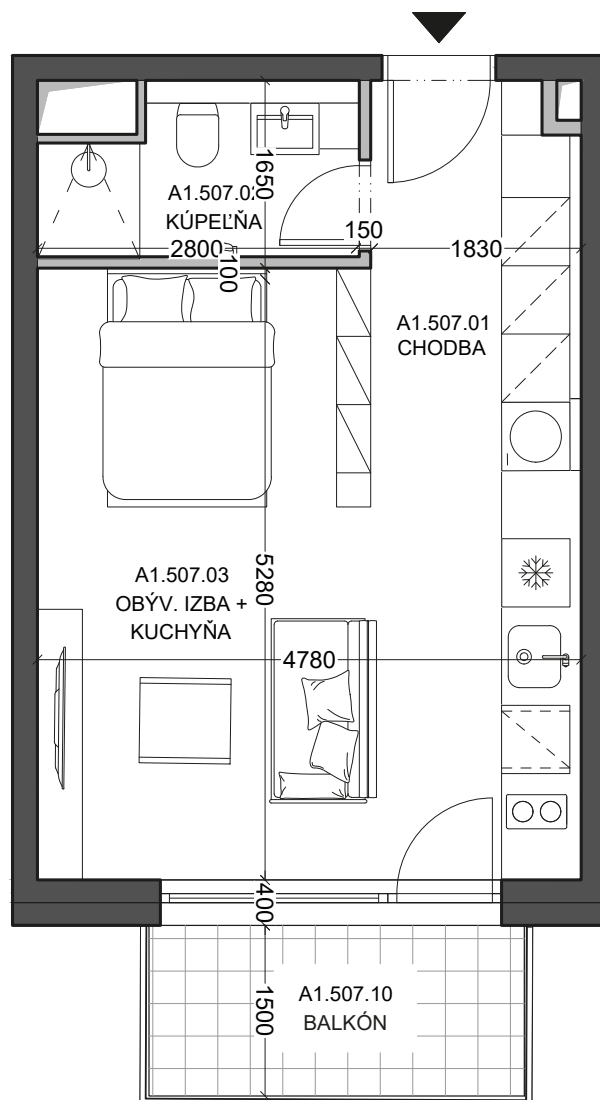 1650
A1.507.02
KÚPEĽŇA
2800
150
1830
100
A1.507.01
CHODBA
A1.507.03
OBÝV. IZBA +
KUCHYŇA
5280
4780
400
1500
A1.507.10
BALKÓN